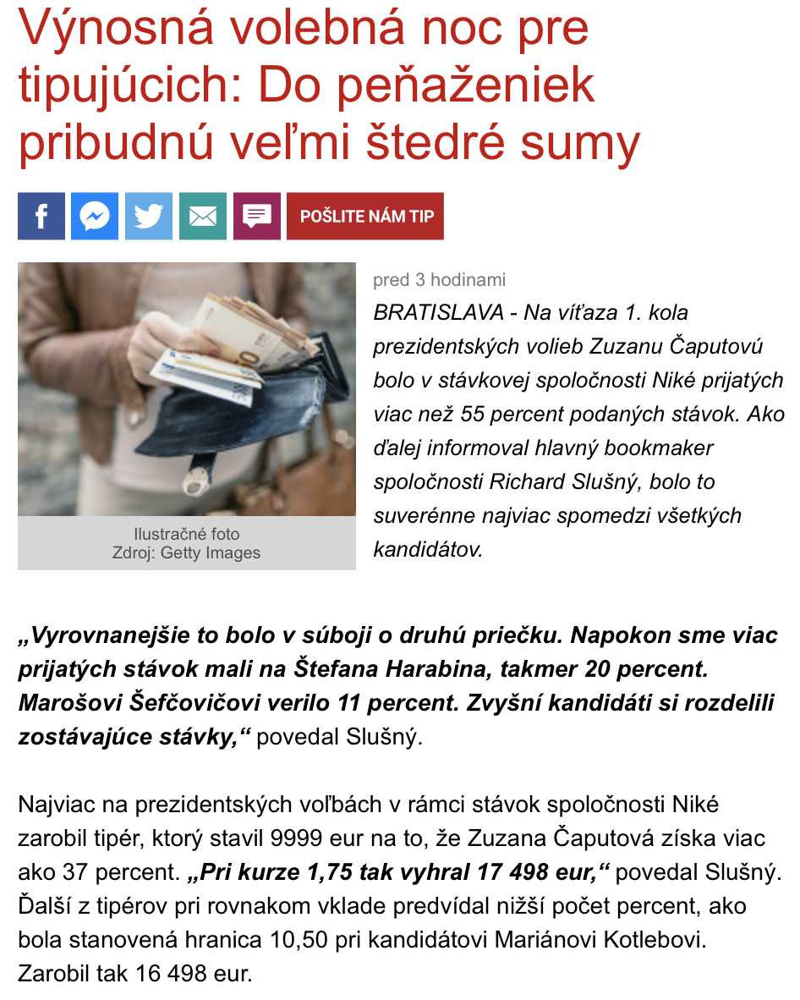 Výnosná volebná noc pre
tipujúcich: Do peňaženiek
pribudnú veľmi štedré sumy
POŠLITE NÁM TIP
pred 3 hodinami
BRATISLAVA - Na víťaza 1. kola
prezidentských volieb Zuzanu Čaputovú
bolo v stávkovej spoločnosti Niké prijatých
viac než 55 percent podaných stávok. Ako
ďalej informoval hlavný bookmaker
spoločnosti Richard Slušný, bolo to
suverénne najviac spomedzi všetkých
kandidátov.
Ilustračné foto
Zdroj: Getty Images
„Vyrovnanejšie to bolo v súboji o druhú priečku. Napokon sme viac
prijatých stávok mali na Štefana Harabina, takmer 20 percent.
Marošovi Šefčovičovi verilo 11 percent. Zvyšní kandidáti si rozdelili
zostávajúce stávky,“ povedal Slušný.
Najviac na prezidentských voľbách v rámci stávok spoločnosti Niké
zarobil tipér, ktorý stavil 9999 eur na to, že Zuzana Čaputová získa viac
ako 37 percent. „Pri kurze 1,75 tak vyhral 17 498 eur,“ povedal Slušný.
Ďalší z tipérov pri rovnakom vklade predvídal nižší počet percent, ako
bola stanovená hranica 10,50 pri kandidátovi Mariánovi Kotlebovi.
Zarobil tak 16 498 eur.